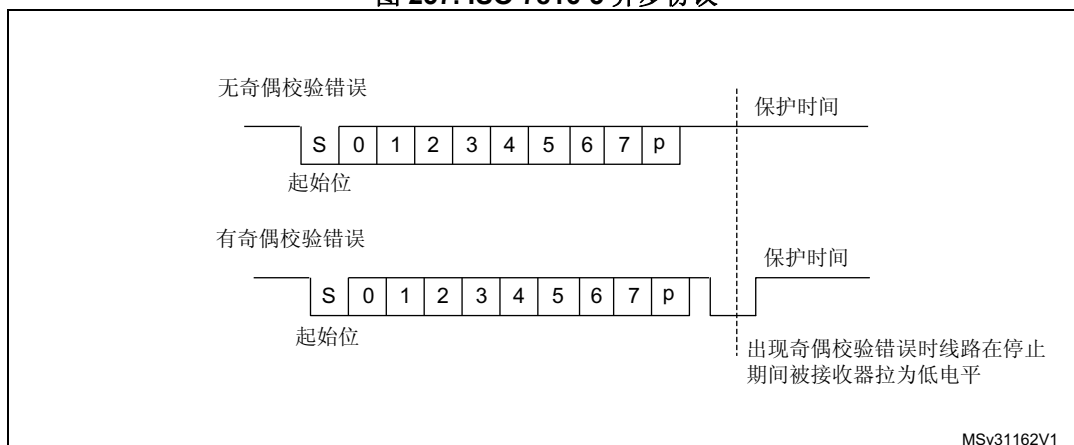 图 257. ISO 7816-3 异步协议
无奇偶校验错误
保护时间
S 0 1 2 3 4 5 6 7 p
起始位
有奇偶校验错误
保护时间
S 0 1 2 3 4 5 6 7 p
起始位
出现奇偶校验错误时线路在停止
期间被接收器拉为低电平
MSv31162V1